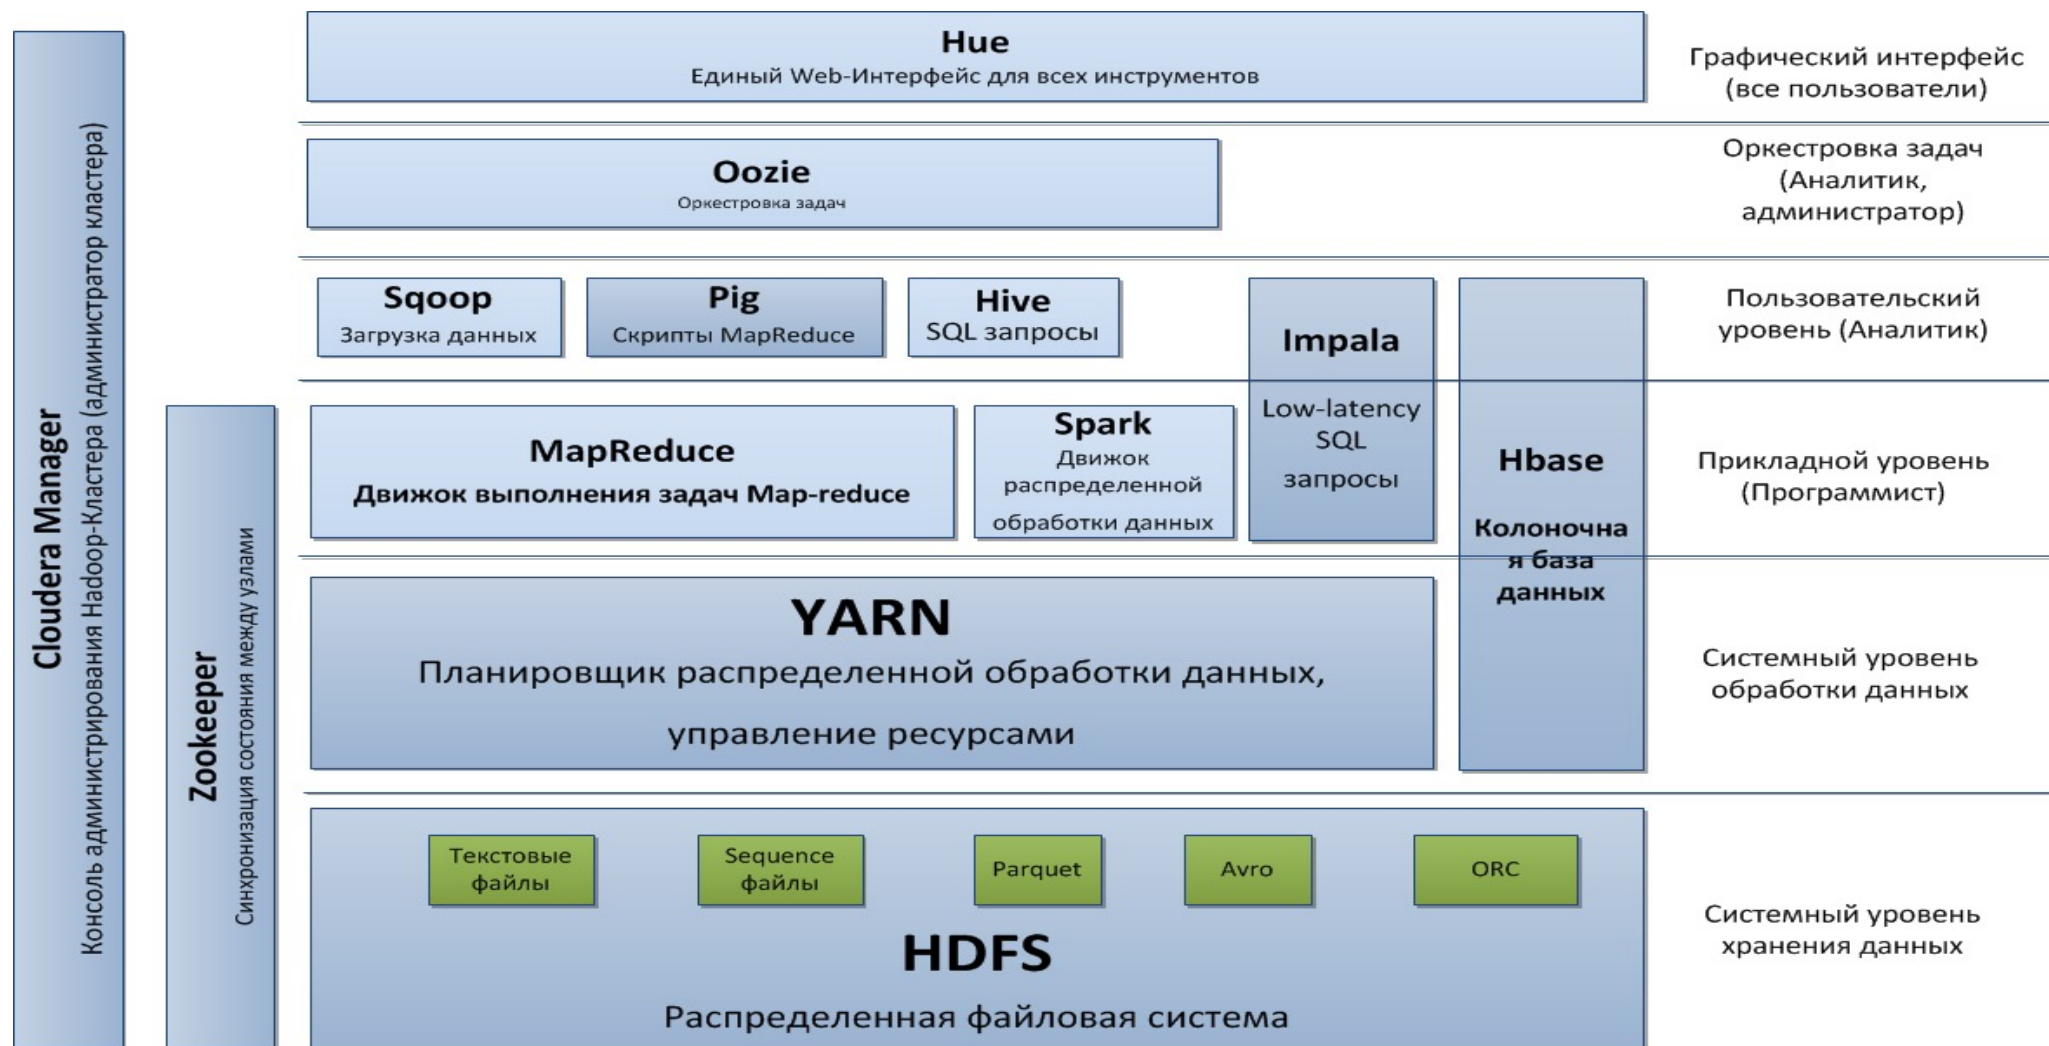 Cloudera Manager
Консоль администрирования Hadoop-Кластера (администратор кластера)
Zookeeper
Синхронизация состояния между узлами
Hue
Единый Web-Интерфейс для всех инструментов
Графический интерфейс
(все пользователи)
Oozie
Оркестровка задач
Оркестровка задач
(Аналитик,
администратор)
Sqoop
Загрузка данных
Pig
Скрипты MapReduce
Hive
SQL запросы
Impala
Low-latency
SQL
запросы
Hbase
Колоночна
я база
данных
Пользовательский
уровень (Аналитик)
MapReduce
Движок выполнения задач Map-reduce
Spark
Движок
распределенной
обработки данных
Прикладной уровень
(Программист)
YARN
Планировщик распределенной обработки данных,
управление ресурсами
Системный уровень
обработки данных
Текстовые
файлы
Sequence
файлы
Parquet
Avro
ORC
HDFS
Распределенная файловая система
Системный уровень
хранения данных